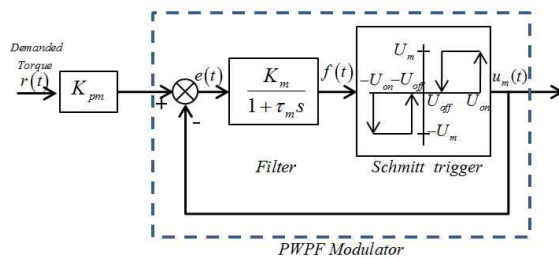 Demanded
Torque
r(t)
K_pm
+
-
e(t)
K_m
1 + τ_m s
Filter
f(t)
U_m
-U_on -U_off
U_off U_on
-U_m
Schmitt trigger
u_m(t)
PWPF Modulator